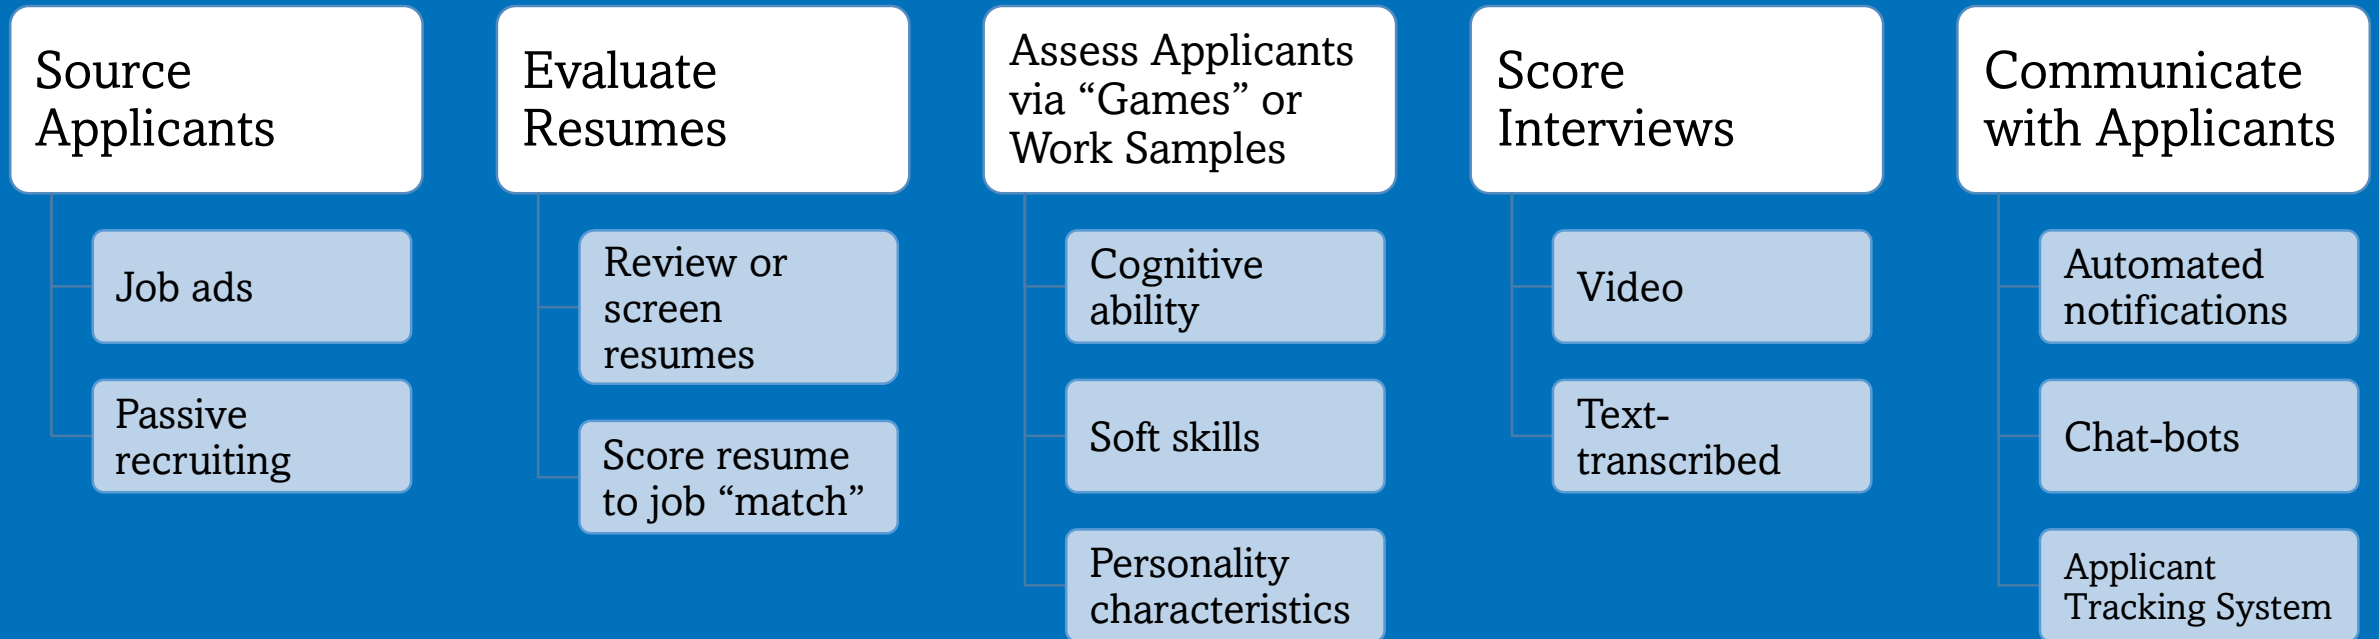 Source
Applicants
Job ads
Passive
recruiting
Evaluate
Resumes
Review or
screen
resumes
Score resume
to job “match”
Assess Applicants
via “Games” or
Work Samples
Cognitive
ability
Soft skills
Personality
characteristics
Score
Interviews
Video
Text-
transcribed
Communicate
with Applicants
Automated
notifications
Chat-bots
Applicant
Tracking System